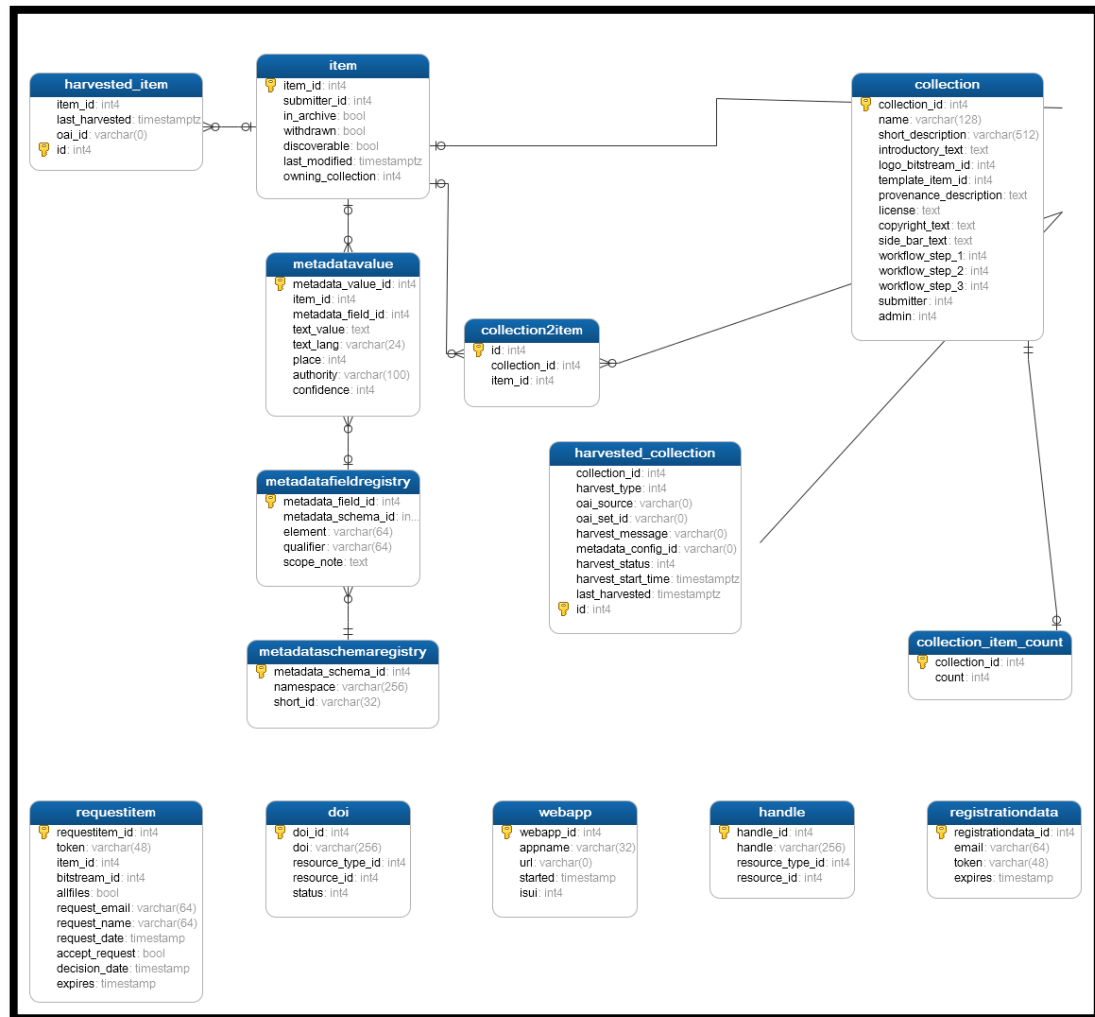 harvested_item
item_id: int4
last_harvested: timestamptz
oai_id: varchar(0)
id: int4
item
item_id: int4
submitter_id: int4
in_archive: bool
withdrawn: bool
discoverable: bool
last_modified: timestamptz
owning_collection: int4
collection
collection_id: int4
name: varchar(128)
short_description: varchar(512)
introductory_text: text
logo_bitstream_id: int4
template_item_id: int4
provenance_description: text
license: text
copyright_text: text
side_bar_text: text
workflow_step_1: int4
workflow_step_2: int4
workflow_step_3: int4
submitter: int4
admin: int4
metadatavalue
metadata_value_id: int4
item_id: int4
metadata_field_id: int4
text_value: text
text_lang: varchar(24)
place: int4
authority: varchar(100)
confidence: int4
collection2item
id: int4
collection_id: int4
item_id: int4
harvested_collection
collection_id: int4
harvest_type: int4
oai_source: varchar(0)
oai_set_id: varchar(0)
harvest_message: varchar(0)
metadata_config_id: varchar(0)
harvest_status: int4
harvest_start_time: timestamptz
last_harvested: timestamptz
id: int4
metadatafieldregistry
metadata_field_id: int4
metadata_schema_id: in...
element: varchar(64)
qualifier: varchar(64)
scope_note: text
metadataschemaregistry
metadata_schema_id: int4
namespace: varchar(256)
short_id: varchar(32)
collection_item_count
collection_id: int4
count: int4
requestitem
requestitem_id: int4
token: varchar(48)
item_id: int4
bitstream_id: int4
allfiles: bool
request_email: varchar(64)
request_name: varchar(64)
request_date: timestamp
accept_request: bool
decision_date: timestamp
expires: timestamp
doi
doi_id: int4
doi: varchar(256)
resource_type_id: int4
resource_id: int4
status: int4
webapp
webapp_id: int4
appname: varchar(32)
url: varchar(0)
started: timestamp
isui: int4
handle
handle_id: int4
handle: varchar(256)
resource_type_id: int4
resource_id: int4
registrationdata
registrationdata_id: int4
email: varchar(64)
token: varchar(48)
expires: timestamp